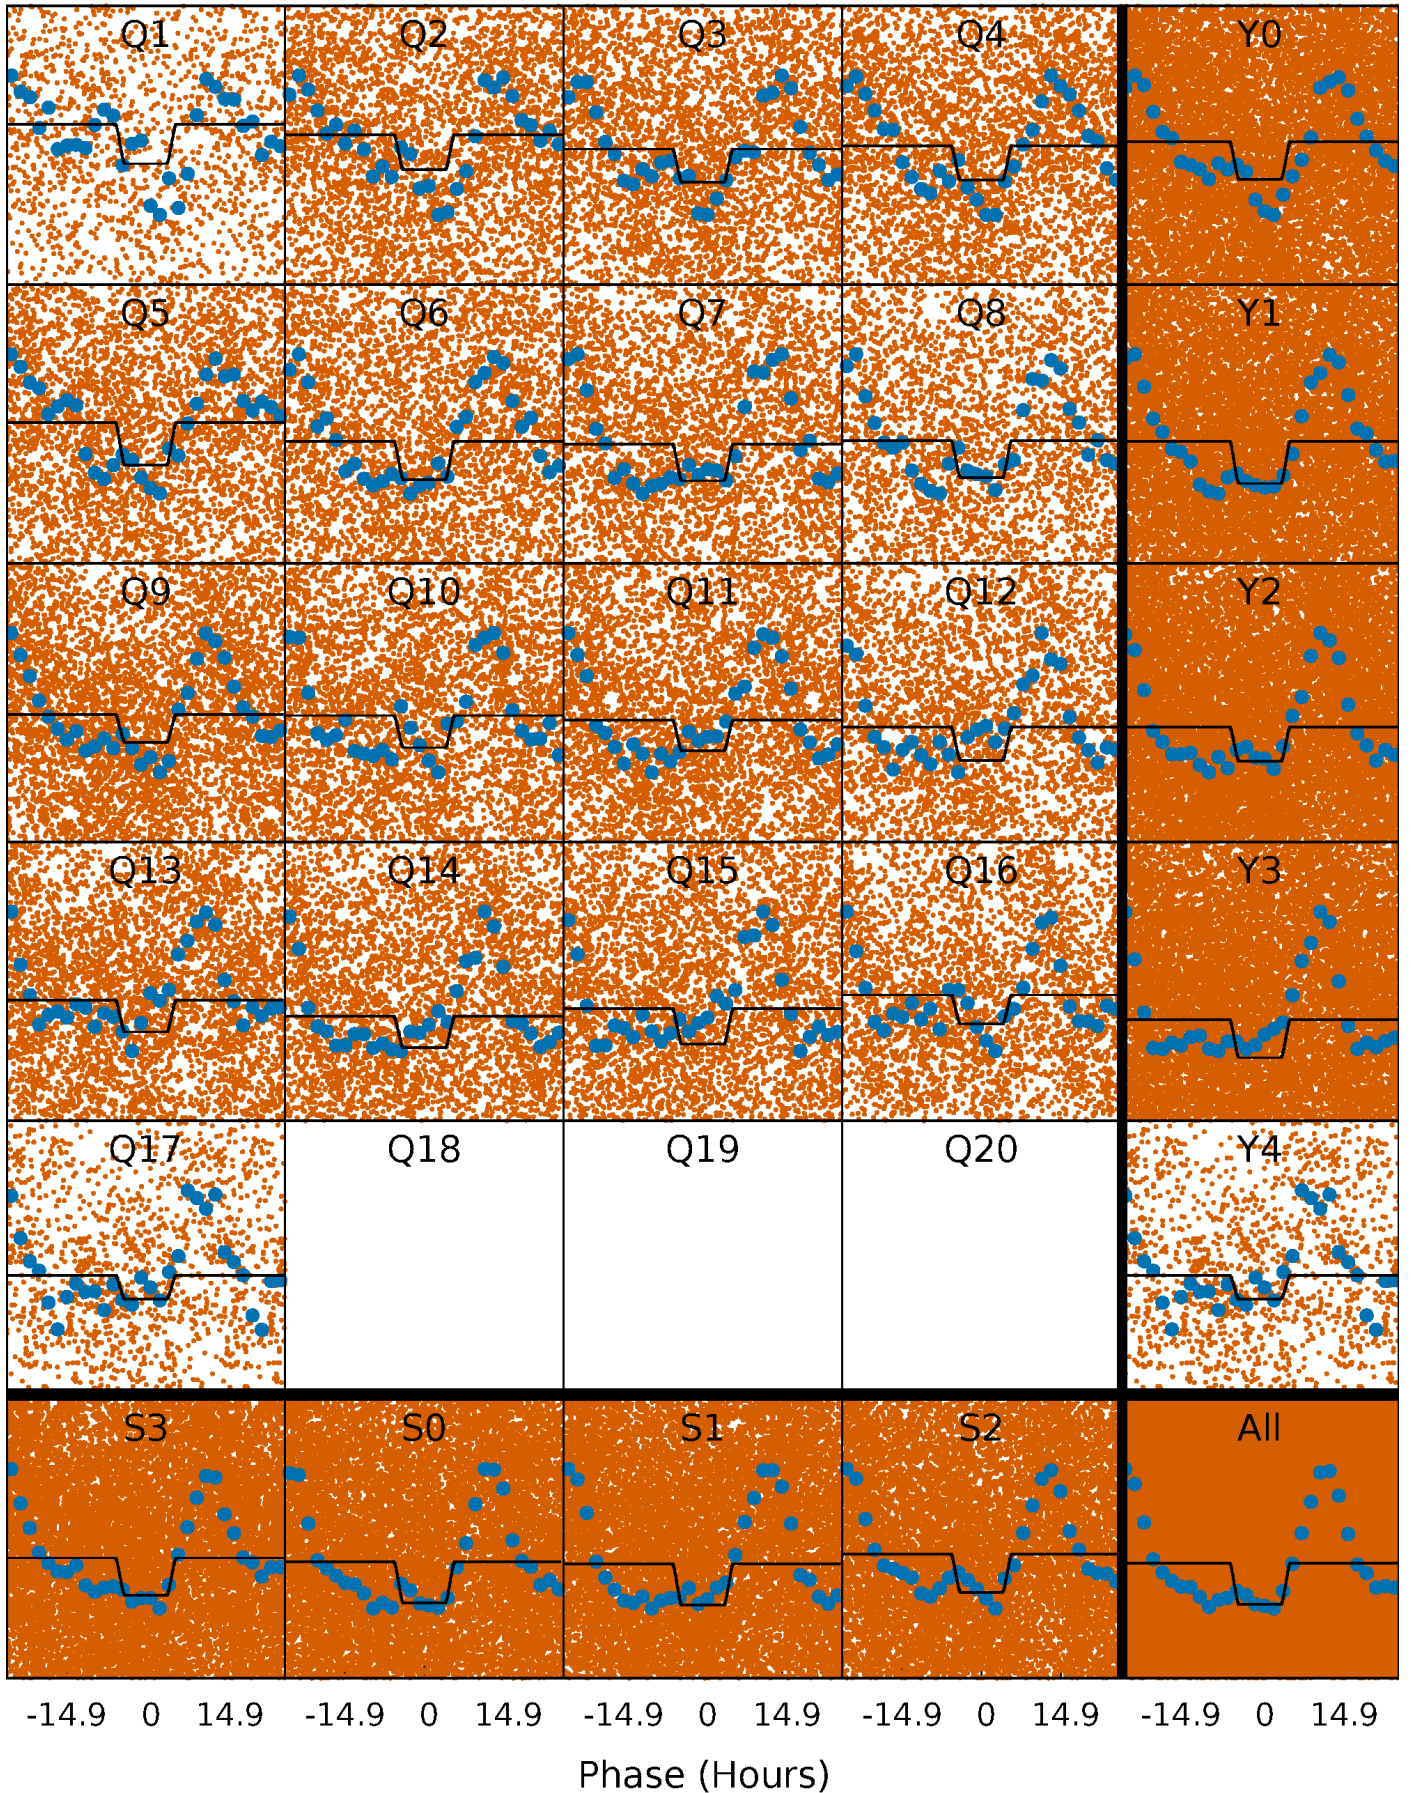 Q1 Q2 Q3 Q4 Y0
Q5 Q6 Q7 Q8 Y1
Q9 Q10 Q11 Q12 Y2
Q13 Q14 Q15 Q16 Y3
Q17 Q18 Q19 Q20 Y4
S3 S0 S1 S2 All
-14.9 0 14.9 -14.9 0 14.9 -14.9 0 14.9 -14.9 0 14.9 -14.9 0 14.9
Phase (Hours)